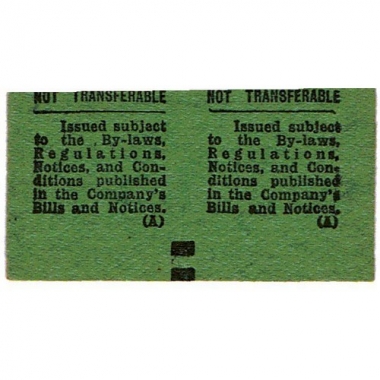 NOT TRANSFERABLE
Issued subject
to the By-laws,
Regulations,
Notices, and Con-
ditions published
in the Company's
Bills and Notices.
(A)
NOT TRANSFERABLE
Issued subject
to the By-laws,
Regulations,
Notices, and Con-
ditions published
in the Company's
Bills and Notices.
(A)